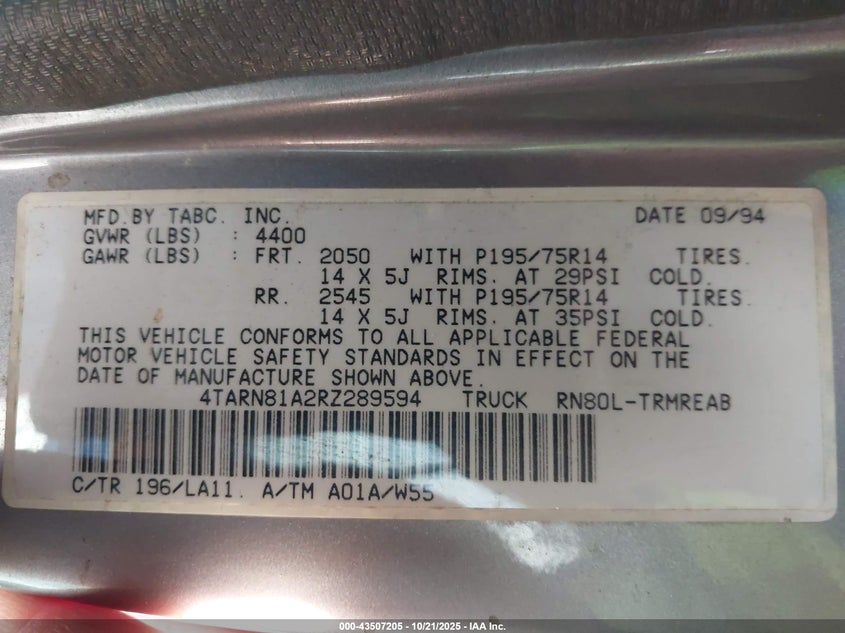 MFD.BY TABC. INC. DATE 09/94
GVWR (LBS) : 4400
GAWR (LBS) : FRT. 2050 WITH P195/75R14 TIRES.
14 X 5J RIMS. AT 29PSI COLD.
RR. 2545 WITH P195/75R14 TIRES.
14 X 5J RIMS. AT 35PSI COLD.
THIS VEHICLE CONFORMS TO ALL APPLICABLE FEDERAL
MOTOR VEHICLE SAFETY STANDARDS IN EFFECT ON THE
DATE OF MANUFACTURE SHOWN ABOVE.
4TARN81A2RZ289594 TRUCK RN80L-TRMREAB
C/TR 196/LA11. A/TM A01A/W55
000-43507205 - 10/21/2025 - IAA Inc.